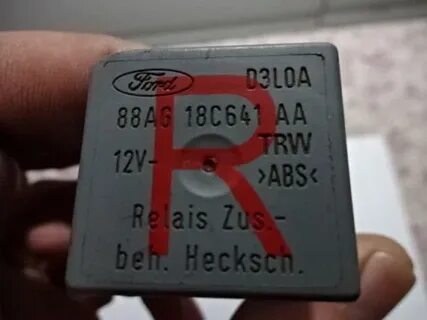 Ford D3L0A
88AG 18C641 AA
12V- TRW
>ABS<
R
Relais Zus.-
beh. Hecksch.